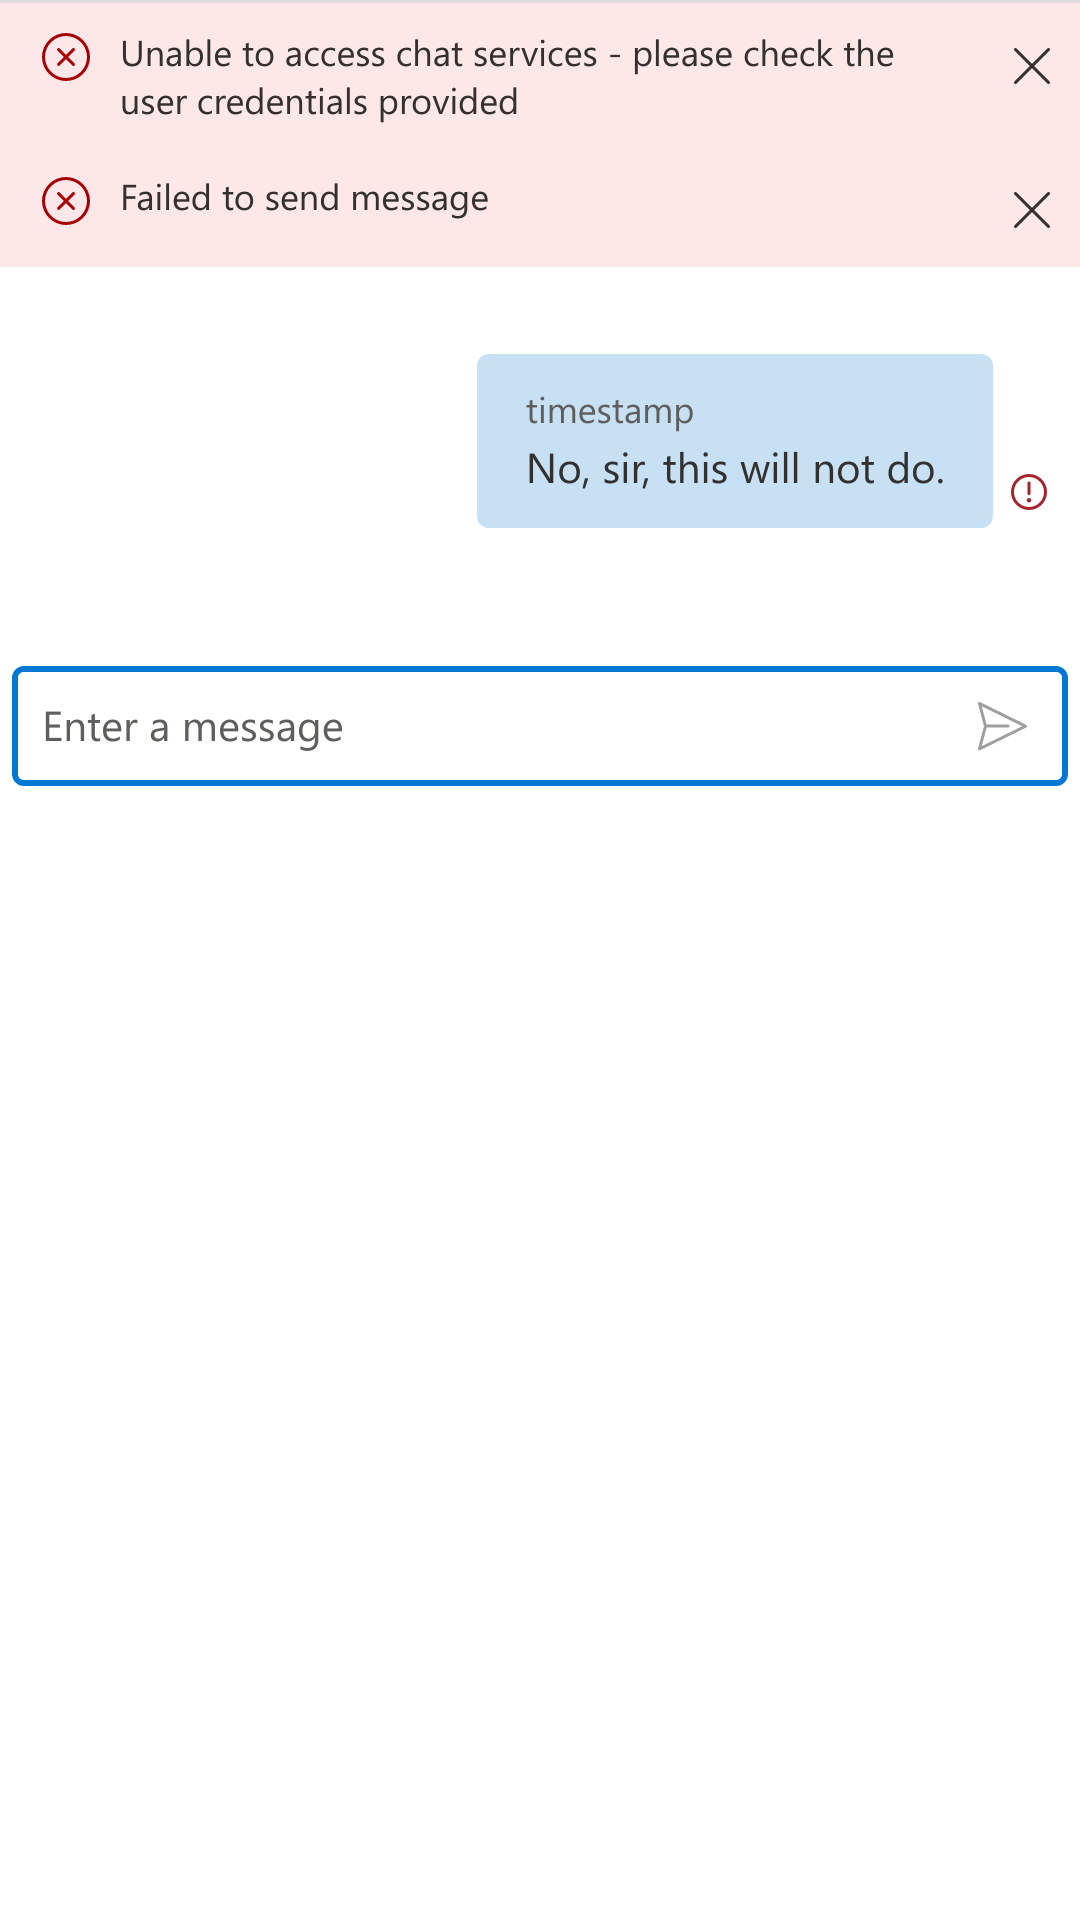 Unable to access chat services - please check the
user credentials provided
Failed to send message
timestamp
No, sir, this will not do.
Enter a message